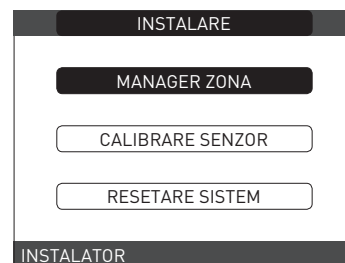 INSTALARE
MANAGER ZONA
CALIBRARE SENZOR
RESETARE SISTEM
INSTALATOR